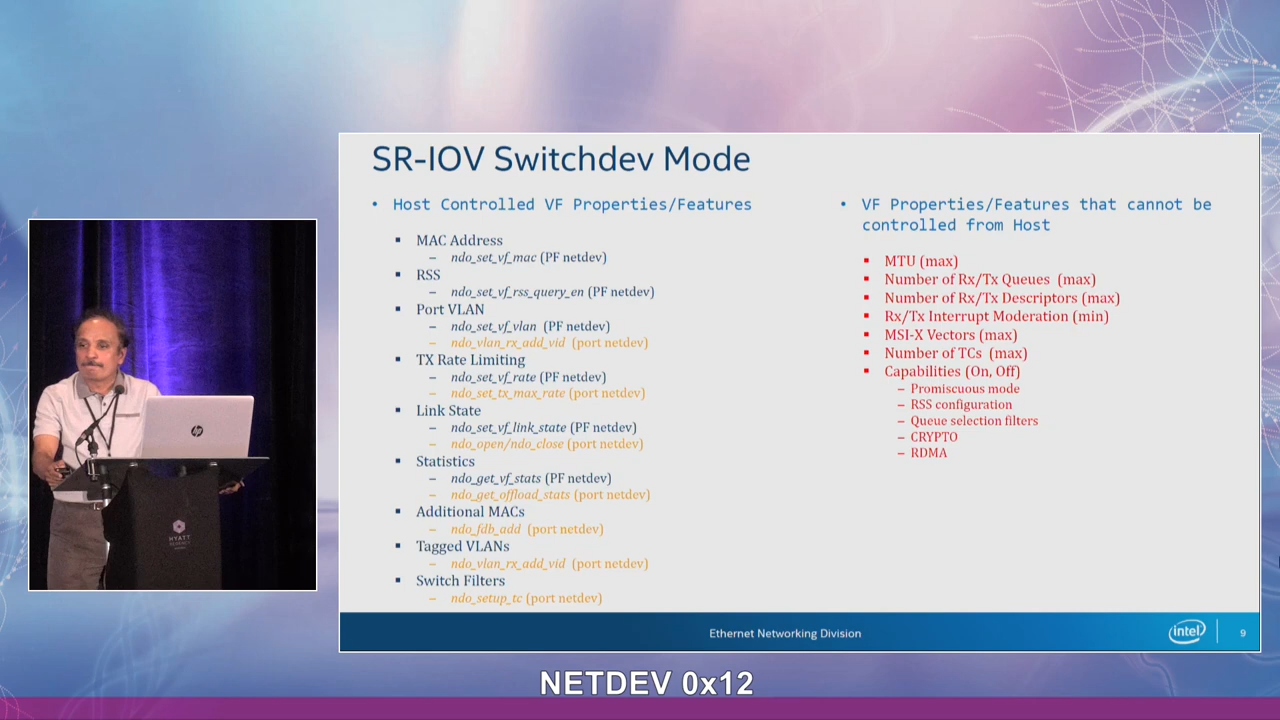 SR-IOV Switchdev Mode
• Host Controlled VF Properties/Features
▪ MAC Address
– ndo_set_vf_mac (PF netdev)
▪ RSS
– ndo_set_vf_rss_query_en (PF netdev)
▪ Port VLAN
– ndo_set_vf_vlan (PF netdev)
– ndo_vlan_rx_add_vid (port netdev)
▪ TX Rate Limiting
– ndo_set_vf_rate (PF netdev)
– ndo_set_tx_max_rate (port netdev)
▪ Link State
– ndo_set_vf_link_state (PF netdev)
– ndo_open/ndo_close (port netdev)
▪ Statistics
– ndo_get_vf_stats (PF netdev)
– ndo_get_offload_stats (port netdev)
▪ Additional MACs
– ndo_fdb_add (port netdev)
▪ Tagged VLANs
– ndo_vlan_rx_add_vid (port netdev)
▪ Switch Filters
– ndo_setup_tc (port netdev)
• VF Properties/Features that cannot be
controlled from Host
▪ MTU (max)
▪ Number of Rx/Tx Queues (max)
▪ Number of Rx/Tx Descriptors (max)
▪ Rx/Tx Interrupt Moderation (min)
▪ MSI-X Vectors (max)
▪ Number of TCs (max)
▪ Capabilities (On, Off)
– Promiscuous mode
– RSS configuration
– Queue selection filters
– CRYPTO
– RDMA
Ethernet Networking Division
intel
9
hp
HYATT
REGENCY
NETDEV 0x12